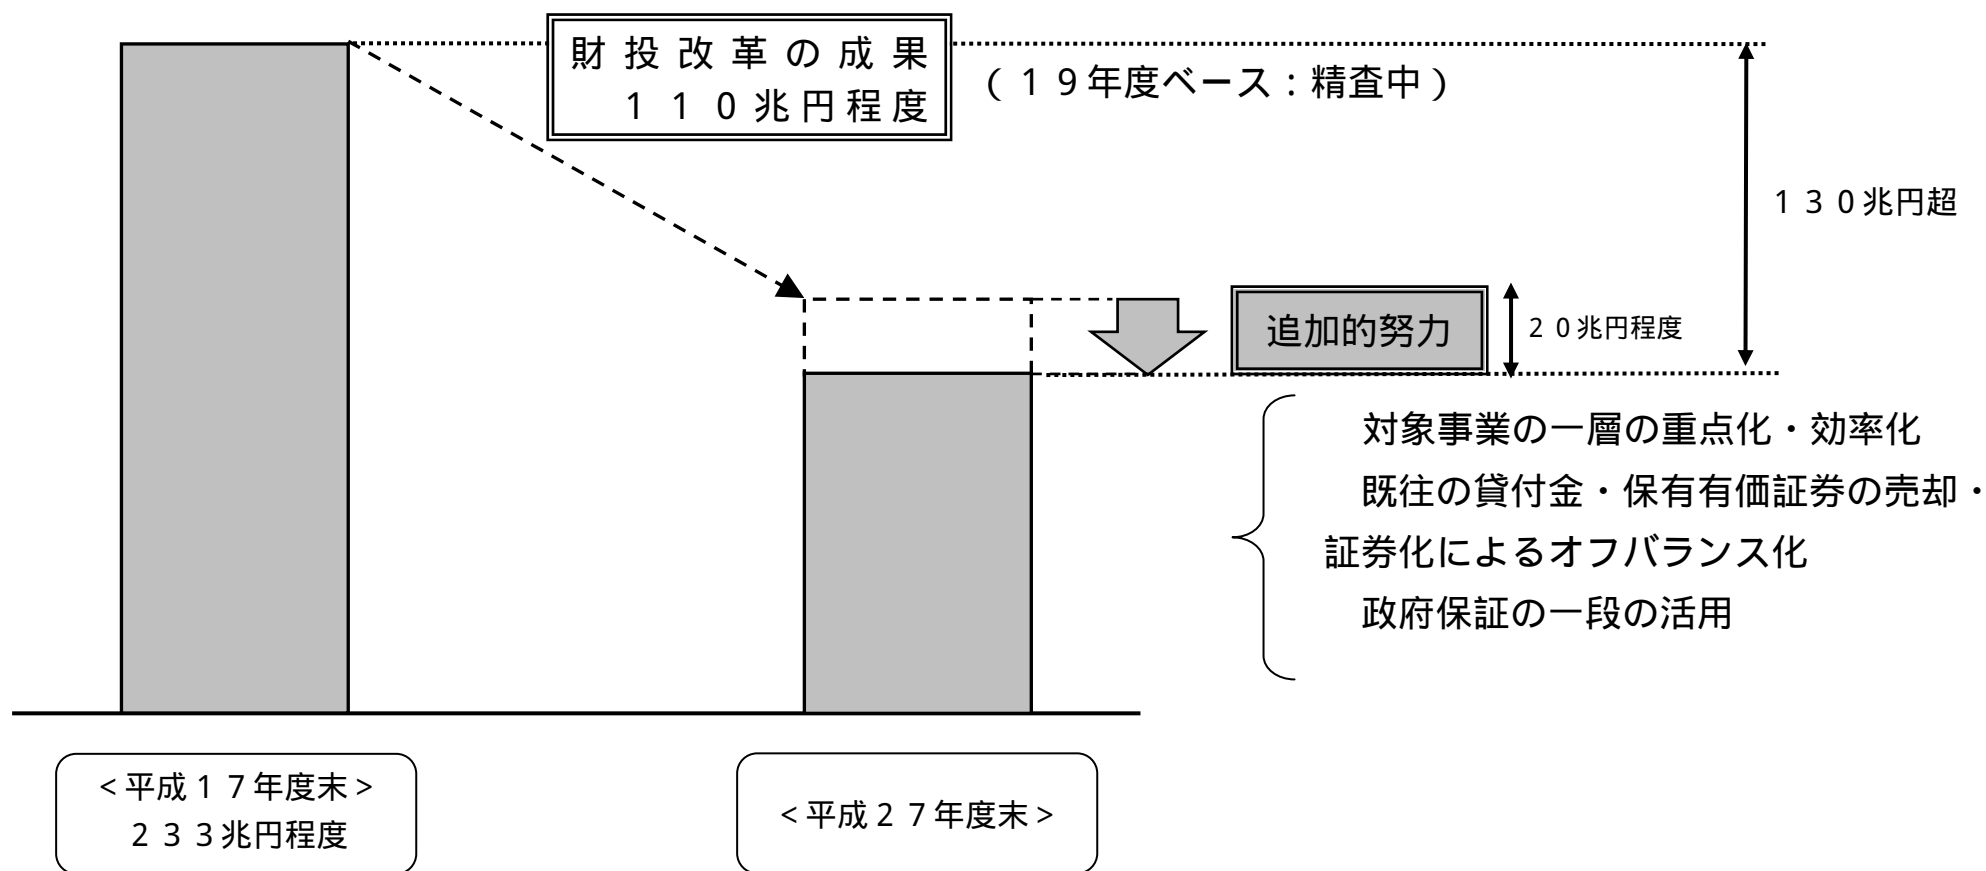 財投改革の成果
１１０兆円程度
（１９年度ベース：精査中）
１３０兆円超
追加的努力
２０兆円程度
対象事業の一層の重点化・効率化
既往の貸付金・保有有価証券の売却・
証券化によるオフバランス化
政府保証の一段の活用
＜平成１７年度末＞
２３３兆円程度
＜平成２７年度末＞